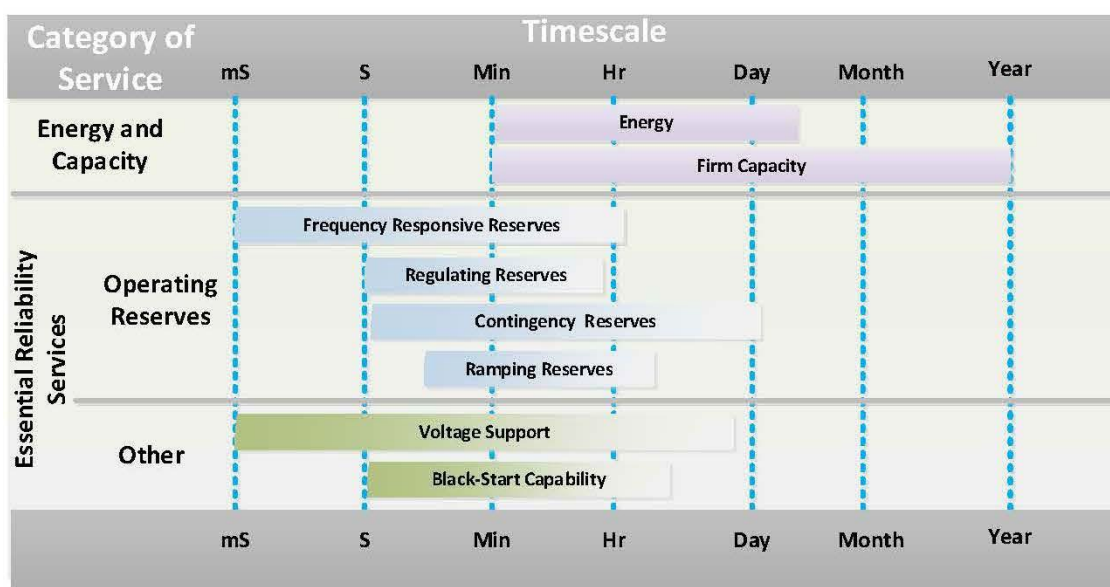 Category of
Service
Timescale
mS S Min Hr Day Month Year
Energy and
Capacity
Energy
Firm Capacity
Essential Reliability
Services
Operating
Reserves
Frequency Responsive Reserves
Regulating Reserves
Contingency Reserves
Ramping Reserves
Other
Voltage Support
Black-Start Capability
mS S Min Hr Day Month Year